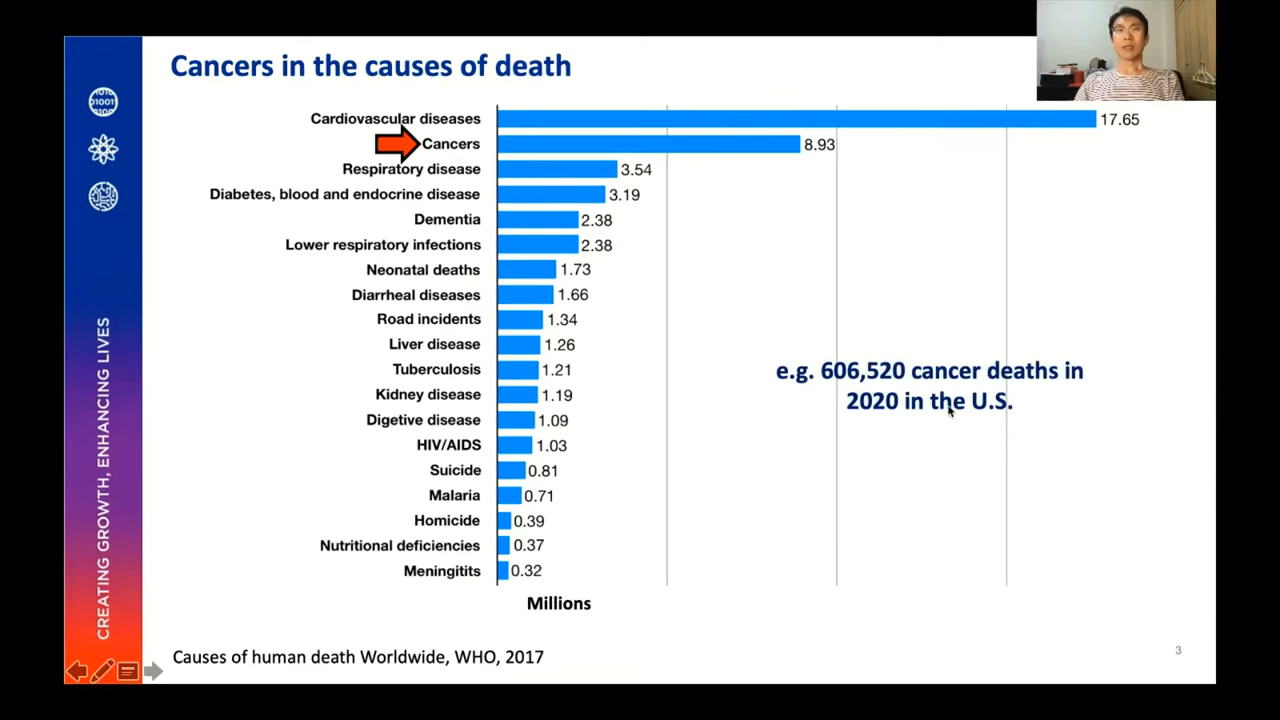 Cancers in the causes of death
Cardiovascular diseases 17.65
Cancers 8.93
Respiratory disease 3.54
Diabetes, blood and endocrine disease 3.19
Dementia 2.38
Lower respiratory infections 2.38
Neonatal deaths 1.73
Diarrheal diseases 1.66
Road incidents 1.34
Liver disease 1.26
Tuberculosis 1.21
Kidney disease 1.19
Digetive disease 1.09
HIV/AIDS 1.03
Suicide 0.81
Malaria 0.71
Homicide 0.39
Nutritional deficiencies 0.37
Meningitits 0.32
Millions
e.g. 606,520 cancer deaths in
2020 in the U.S.
Causes of human death Worldwide, WHO, 2017
3
CREATING GROWTH, ENHANCING LIVES